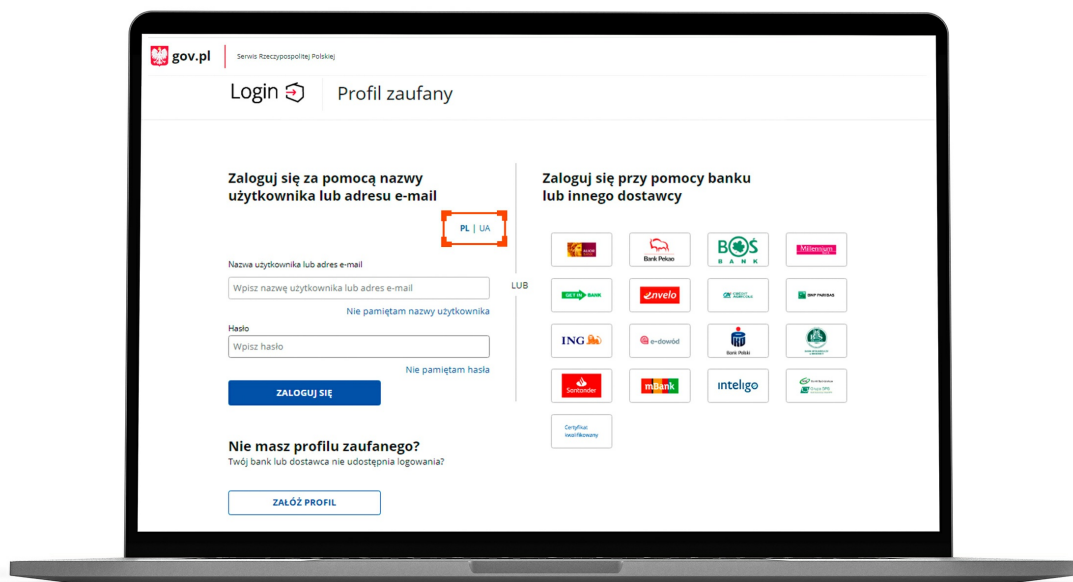 gov.pl
Serwis Rzeczypospolitej Polskiej
Login
Profil zaufany
Zaloguj się za pomocą nazwy
użytkownika lub adresu e-mail
PL | UA
Nazwa użytkownika lub adres e-mail
Wpisz nazwę użytkownika lub adres e-mail
Nie pamiętam nazwy użytkownika
Hasło
Wpisz hasło
Nie pamiętam hasła
ZALOGUJ SIĘ
Nie masz profilu zaufanego?
Twój bank lub dostawca nie udostępnia logowania?
ZAŁÓŻ PROFIL
LUB
Zaloguj się przy pomocy banku
lub innego dostawcy
Bank Pekao
BOŚ
BANK
Millennium
GET IN BANK
envelo
CRÉDIT
AGRICOLE
BNP PARIBAS
ING
e-dowód
Bank Polski
Santander
mBank
inteligo
Certyfikat
kwalifikowany